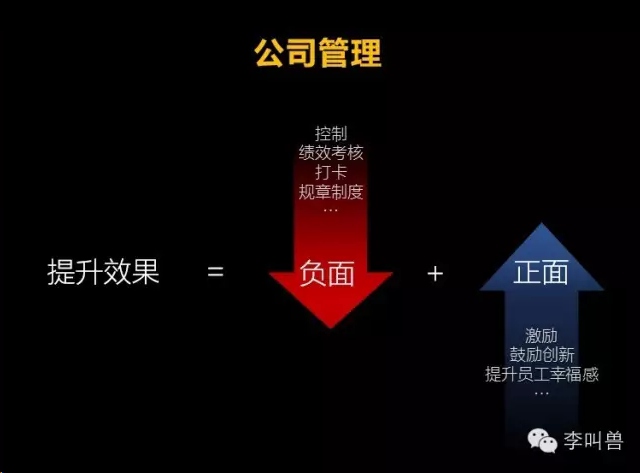 公司管理
控制
绩效考核
打卡
规章制度
…
提升效果 = 负面 + 正面
激励
鼓励创新
提升员工幸福感
…
李叫兽